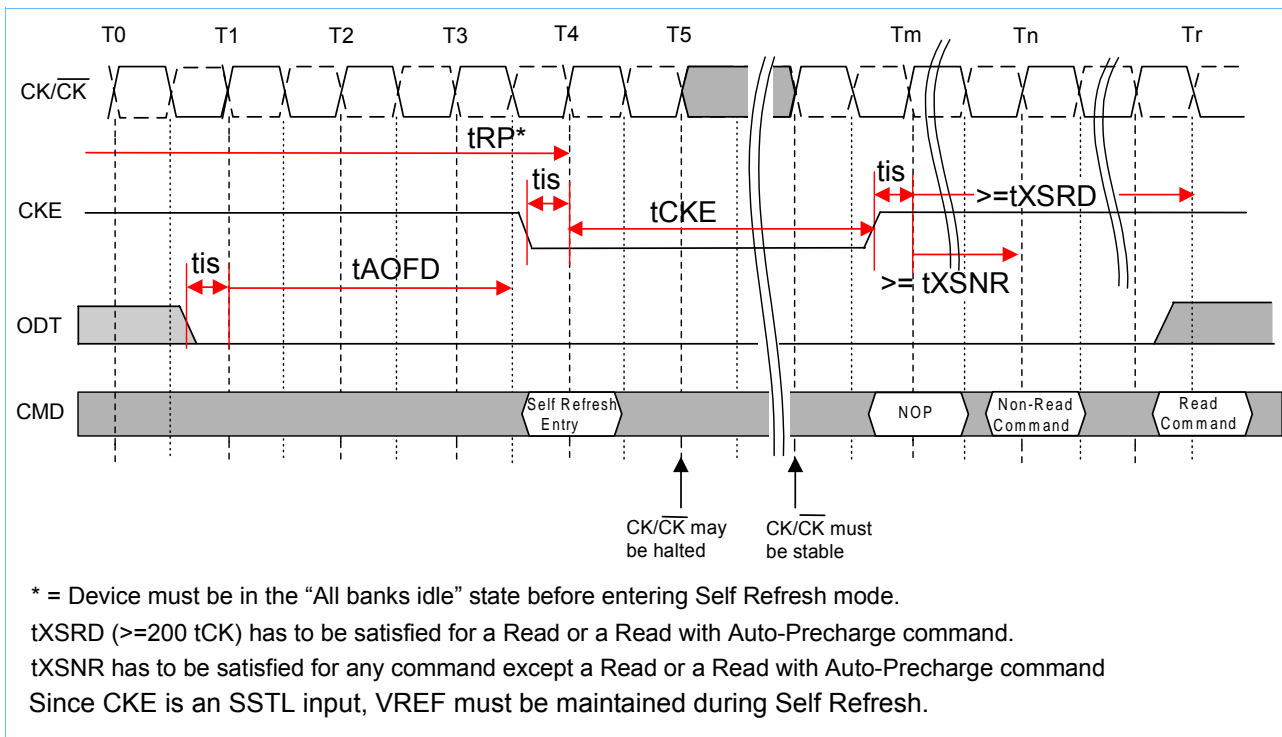 T0 T1 T2 T3 T4 T5 Tm Tn Tr
CK/C̅K̅
tRP*
tis
tis
>=tXSRD
CKE
tCKE
tis
tAOFD
>= tXSNR
ODT
CMD
Self Refresh
Entry
NOP
Non-Read
Command
Read
Command
CK/C̅K̅ may
be halted
CK/C̅K̅ must
be stable
* = Device must be in the “All banks idle” state before entering Self Refresh mode.
tXSRD (>=200 tCK) has to be satisfied for a Read or a Read with Auto-Precharge command.
tXSNR has to be satisfied for any command except a Read or a Read with Auto-Precharge command
Since CKE is an SSTL input, VREF must be maintained during Self Refresh.